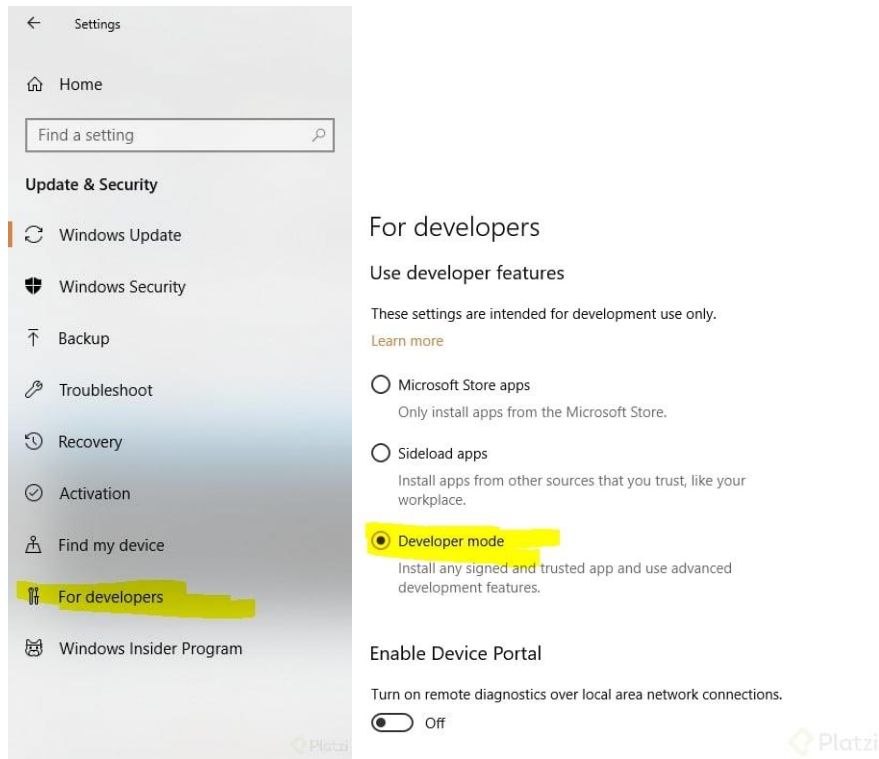 Settings
Home
Find a setting
Update & Security
Windows Update
Windows Security
Backup
Troubleshoot
Recovery
Activation
Find my device
For developers
Windows Insider Program
Platzi
For developers
Use developer features
These settings are intended for development use only.
Learn more
Microsoft Store apps
Only install apps from the Microsoft Store.
Sideload apps
Install apps from other sources that you trust, like your
workplace.
Developer mode
Install any signed and trusted app and use advanced
development features.
Enable Device Portal
Turn on remote diagnostics over local area network connections.
Off
Platzi